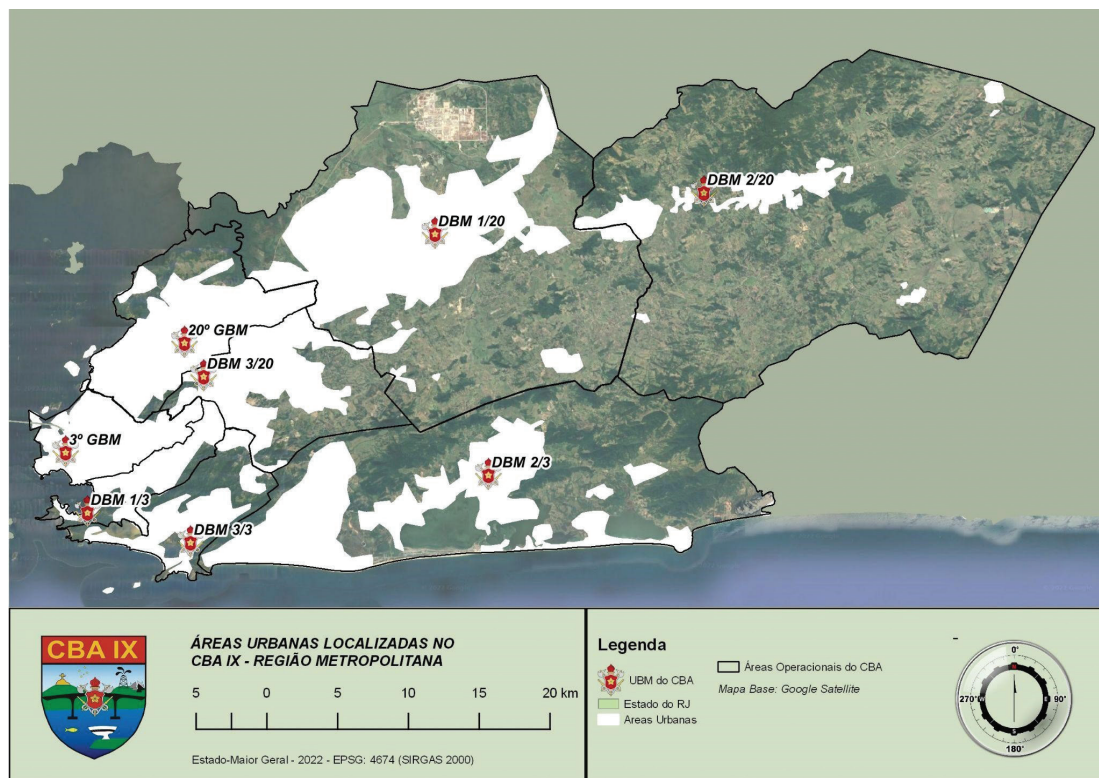 DBM 2/20
DBM 1/20
20º GBM
DBM 3/20
3º GBM
DBM 2/3
DBM 1/3
DBM 3/3
CBA IX
ÁREAS URBANAS LOCALIZADAS NO
CBA IX - REGIÃO METROPOLITANA
5 0 5 10 15 20 km
Estado-Maior Geral - 2022 - EPSG: 4674 (SIRGAS 2000)
Legenda
UBM do CBA
Estado do RJ
Areas Urbanas
Áreas Operacionais do CBA
Mapa Base: Google Satellite
0°
270°
90°
180°